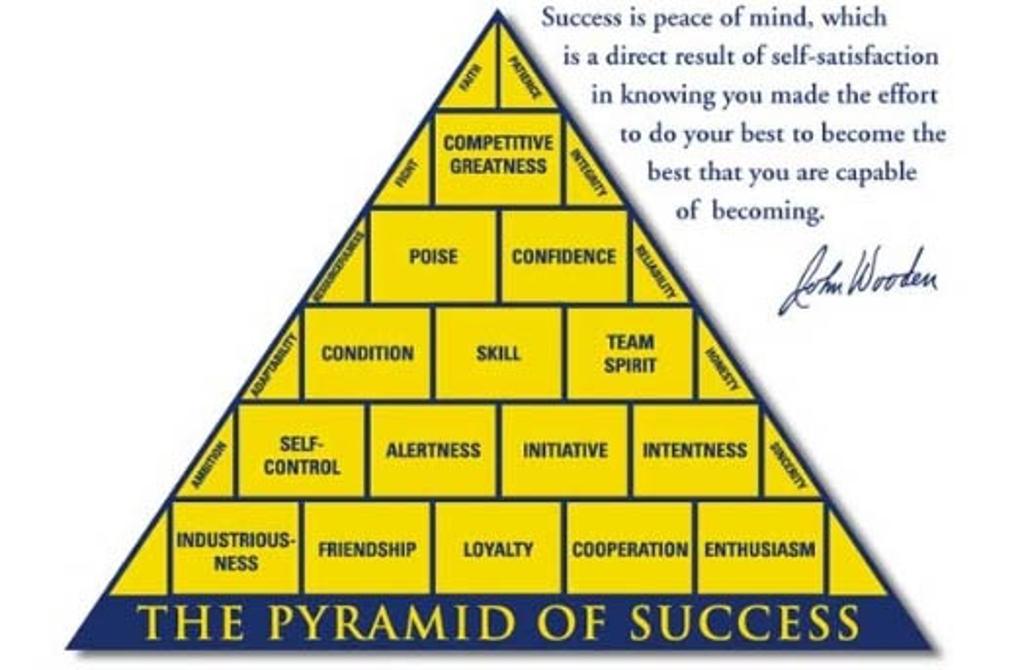 Success is peace of mind, which
is a direct result of self-satisfaction
in knowing you made the effort
to do your best to become the
best that you are capable
of becoming.
John Wooden
FAITH
PATIENCE
FIGHT
COMPETITIVE
GREATNESS
INTEGRITY
RESOURCEFULNESS
POISE
CONFIDENCE
RELIABILITY
ADAPTABILITY
CONDITION
SKILL
TEAM
SPIRIT
HONESTY
AMBITION
SELF-
CONTROL
ALERTNESS
INITIATIVE
INTENTNESS
SINCERITY
INDUSTRIOUS-
NESS
FRIENDSHIP
LOYALTY
COOPERATION
ENTHUSIASM
THE PYRAMID OF SUCCESS